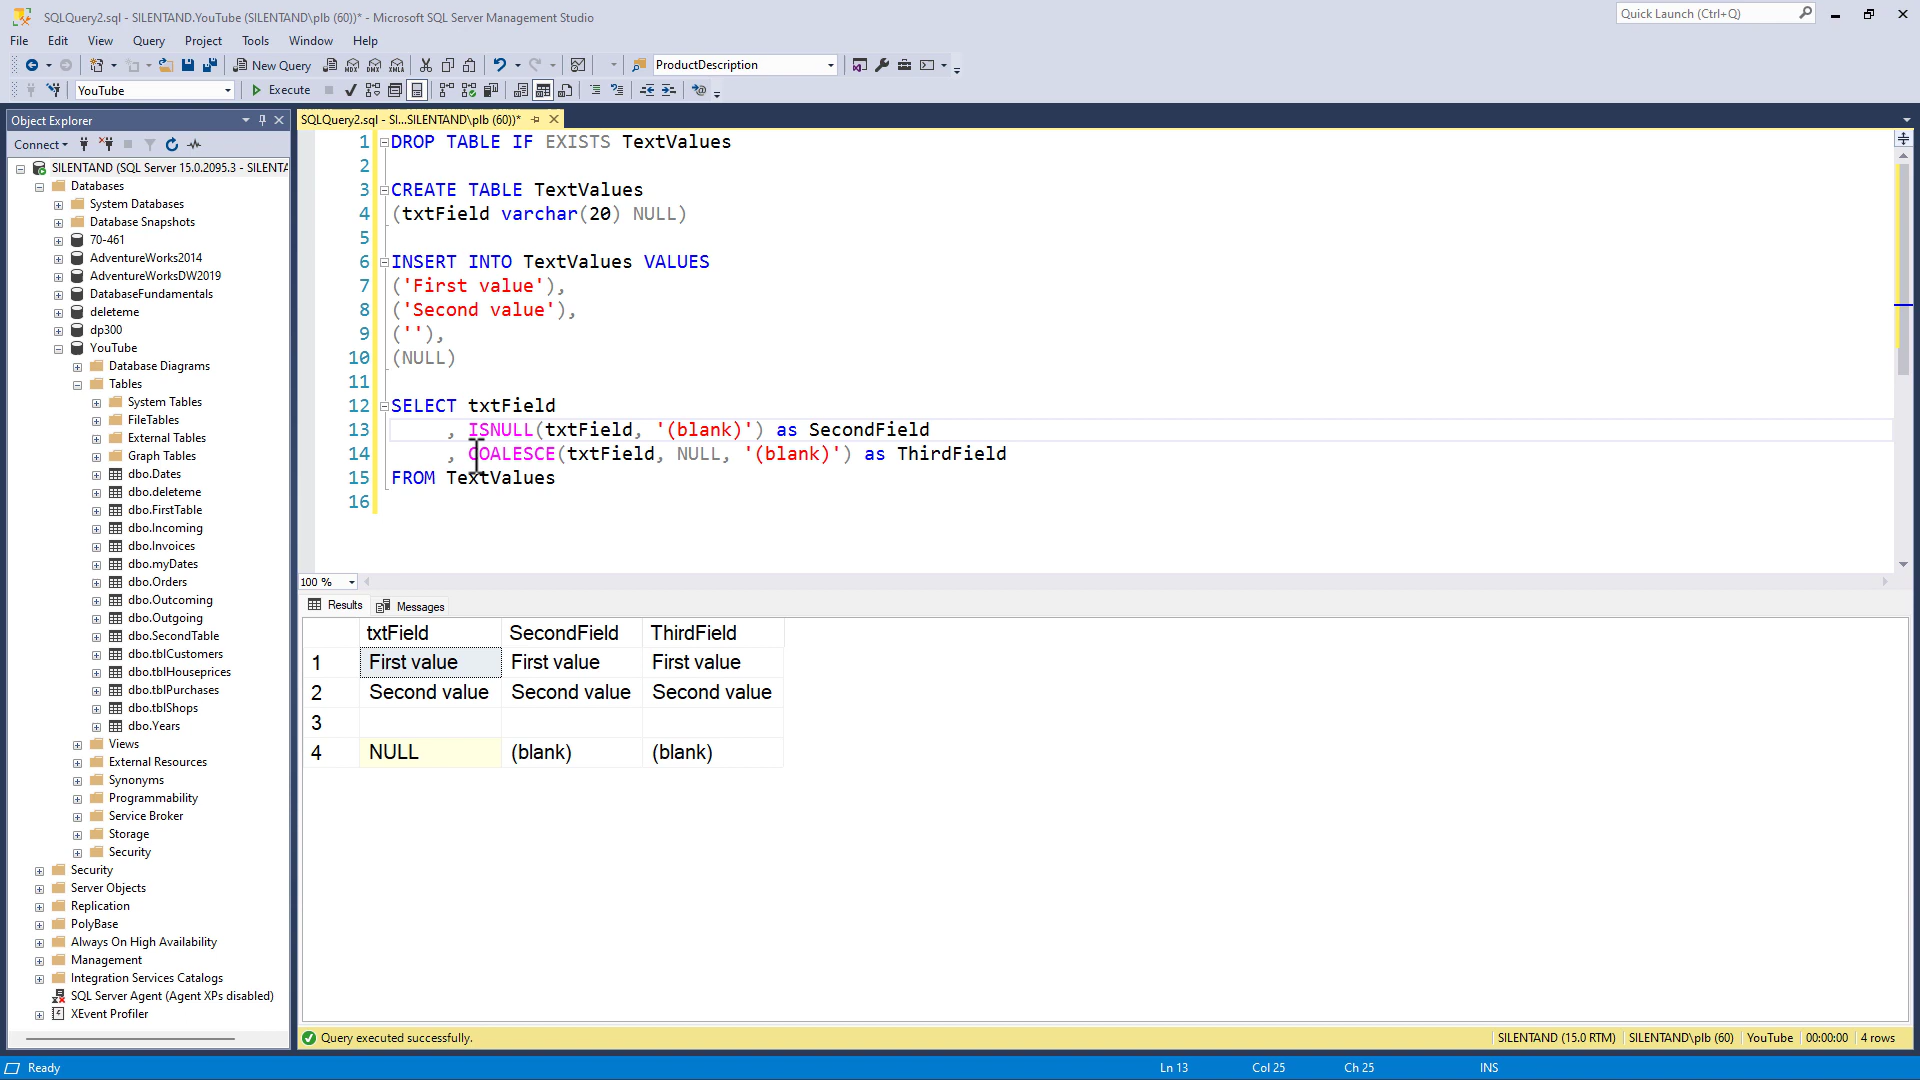 SQLQuery2.sql - SILENTAND.YouTube (SILENTAND\plb (60))* - Microsoft SQL Server Management Studio
Quick Launch (Ctrl+Q)
File Edit View Query Project Tools Window Help
New Query MDX DMX XMLA ProductDescription
YouTube Execute
Object Explorer
Connect
SILENTAND (SQL Server 15.0.2095.3 - SILENTA
Databases
System Databases
Database Snapshots
70-461
AdventureWorks2014
AdventureWorksDW2019
DatabaseFundamentals
deleteme
dp300
YouTube
Database Diagrams
Tables
System Tables
FileTables
External Tables
Graph Tables
dbo.Dates
dbo.deleteme
dbo.FirstTable
dbo.Incoming
dbo.Invoices
dbo.myDates
dbo.Orders
dbo.Outcoming
dbo.Outgoing
dbo.SecondTable
dbo.tblCustomers
dbo.tblHouseprices
dbo.tblPurchases
dbo.tblShops
dbo.Years
Views
External Resources
Synonyms
Programmability
Service Broker
Storage
Security
Security
Server Objects
Replication
PolyBase
Always On High Availability
Management
Integration Services Catalogs
SQL Server Agent (Agent XPs disabled)
XEvent Profiler
SQLQuery2.sql - SI...SILENTAND\plb (60))*
1 DROP TABLE IF EXISTS TextValues
2
3 CREATE TABLE TextValues
4 (txtField varchar(20) NULL)
5
6 INSERT INTO TextValues VALUES
7 ('First value'),
8 ('Second value'),
9 (''),
10 (NULL)
11
12 SELECT txtField
13 , ISNULL(txtField, '(blank)') as SecondField
14 , COALESCE(txtField, NULL, '(blank)') as ThirdField
15 FROM TextValues
16
100 %
Results Messages
txtField SecondField ThirdField
1 First value First value First value
2 Second value Second value Second value
3
4 NULL (blank) (blank)
Query executed successfully. SILENTAND (15.0 RTM) SILENTAND\plb (60) YouTube 00:00:00 4 rows
Ready Ln 13 Col 25 Ch 25 INS